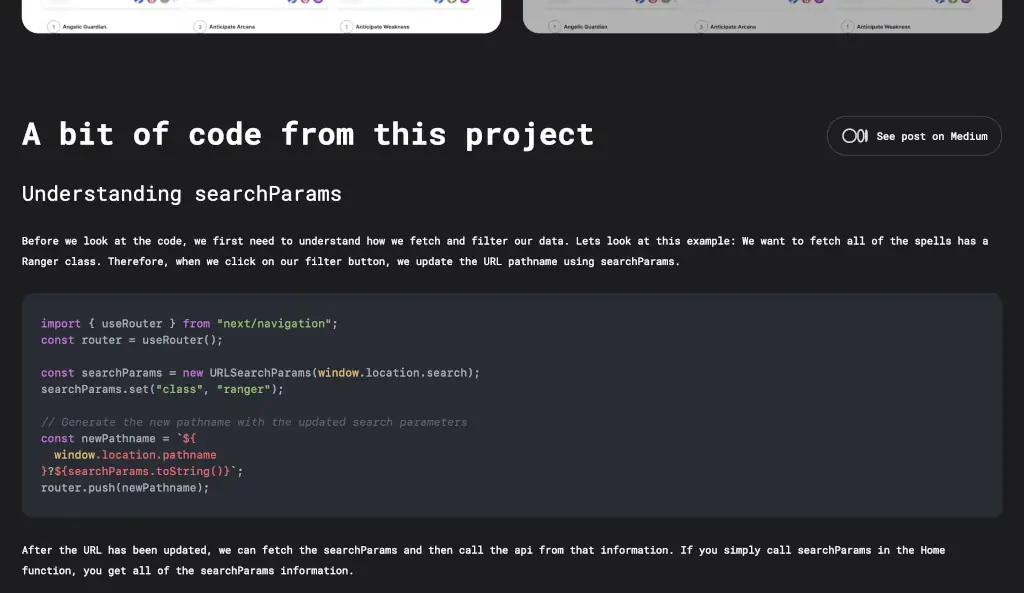 1 Angelic Guardian 3 Anticipate Arcana 1 Anticipate Weakness
1 Angelic Guardian 3 Anticipate Arcana 1 Anticipate Weakness
A bit of code from this project
See post on Medium
Understanding searchParams
Before we look at the code, we first need to understand how we fetch and filter our data. Lets look at this example: We want to fetch all of the spells has a
Ranger class. Therefore, when we click on our filter button, we update the URL pathname using searchParams.
import { useRouter } from "next/navigation";
const router = useRouter();
const searchParams = new URLSearchParams(window.location.search);
searchParams.set("class", "ranger");
// Generate the new pathname with the updated search parameters
const newPathname = `${
window.location.pathname
}?${searchParams.toString()}`;
router.push(newPathname);
After the URL has been updated, we can fetch the searchParams and then call the api from that information. If you simply call searchParams in the Home
function, you get all of the searchParams information.